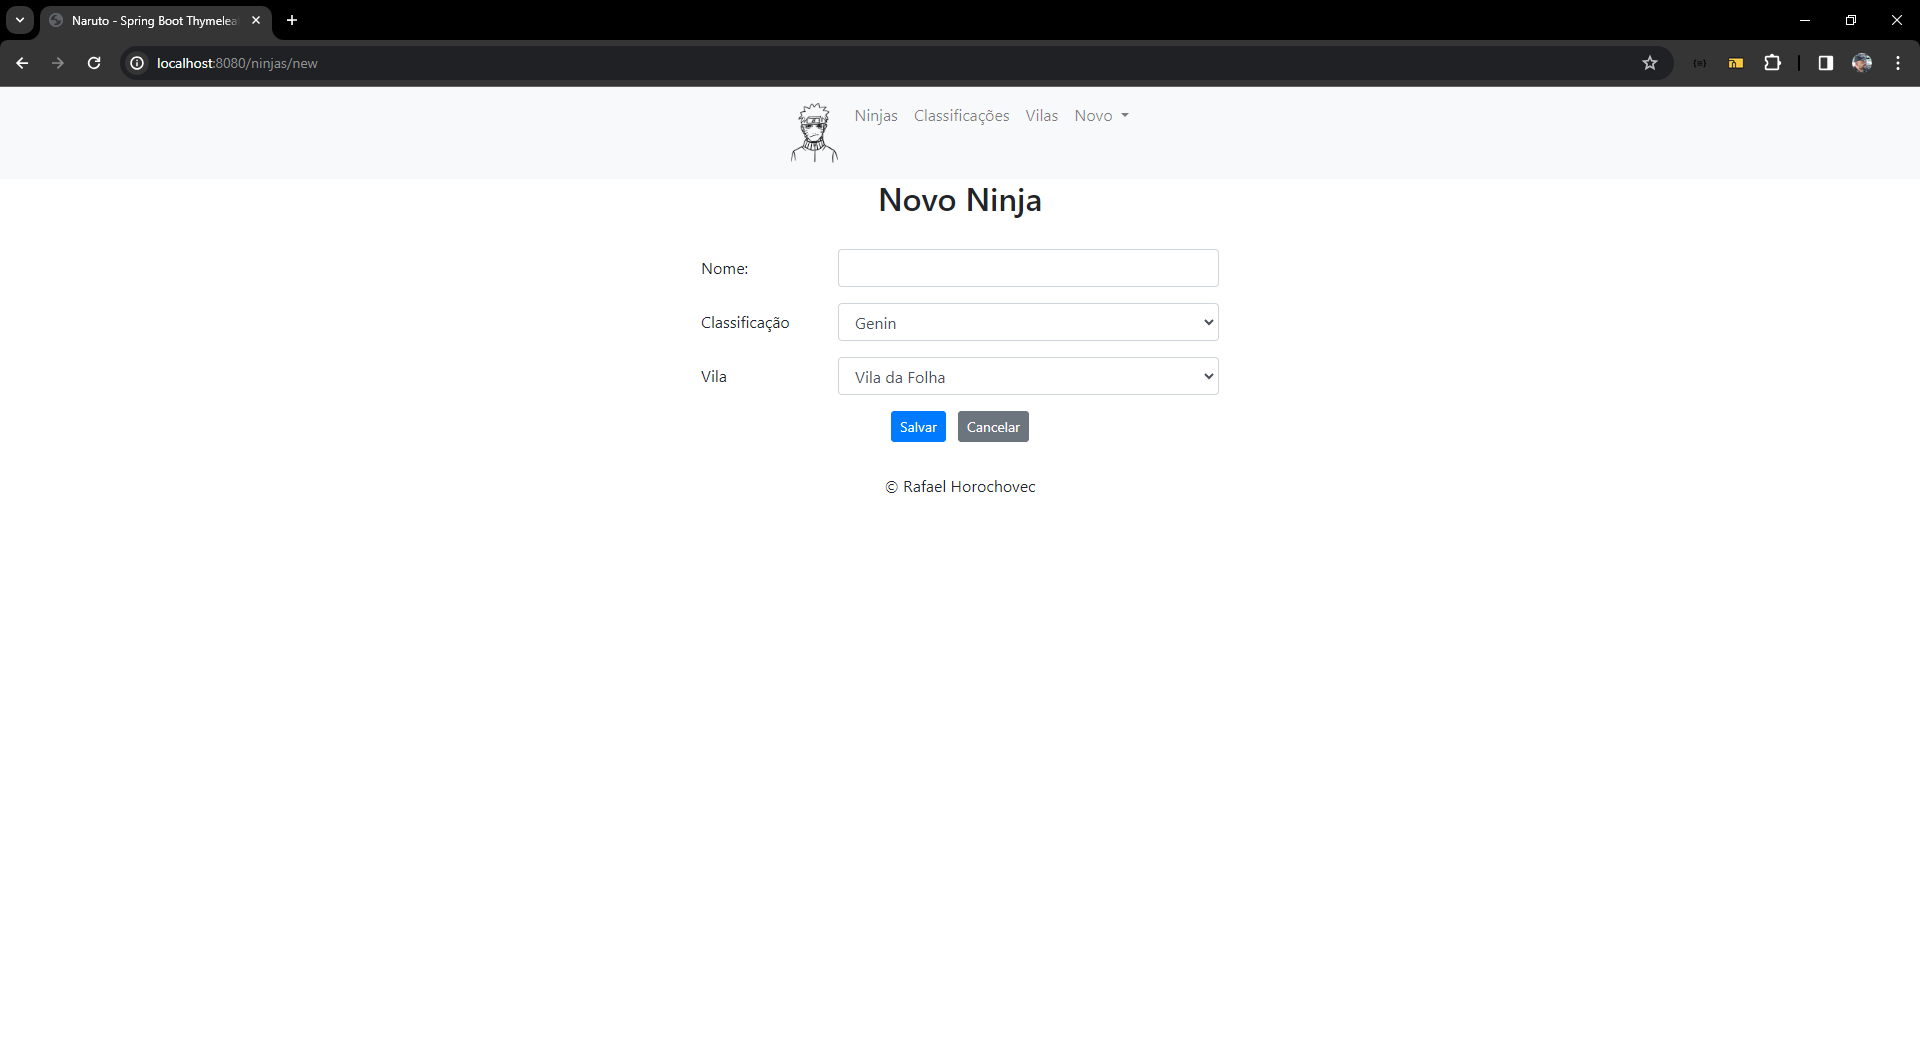 Naruto - Spring Boot Thymelea
localhost:8080/ninjas/new
Ninjas Classificações Vilas Novo
Novo Ninja
Nome:
Classificação Genin
Vila Vila da Folha
Salvar Cancelar
© Rafael Horochovec